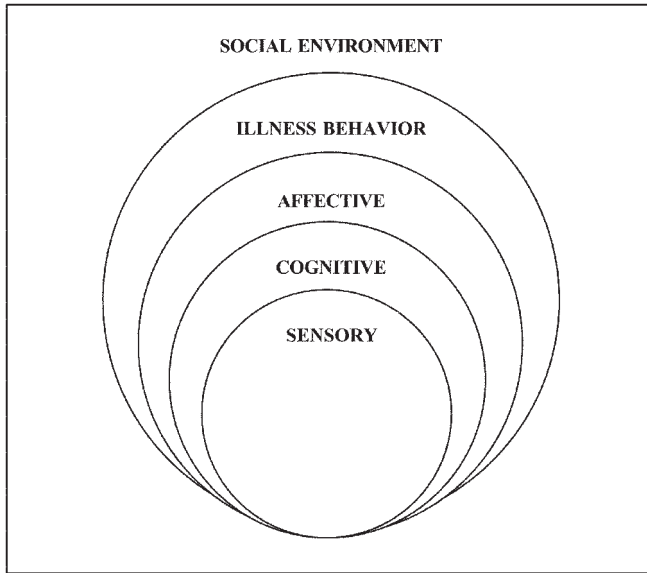 SOCIAL ENVIRONMENT
ILLNESS BEHAVIOR
AFFECTIVE
COGNITIVE
SENSORY